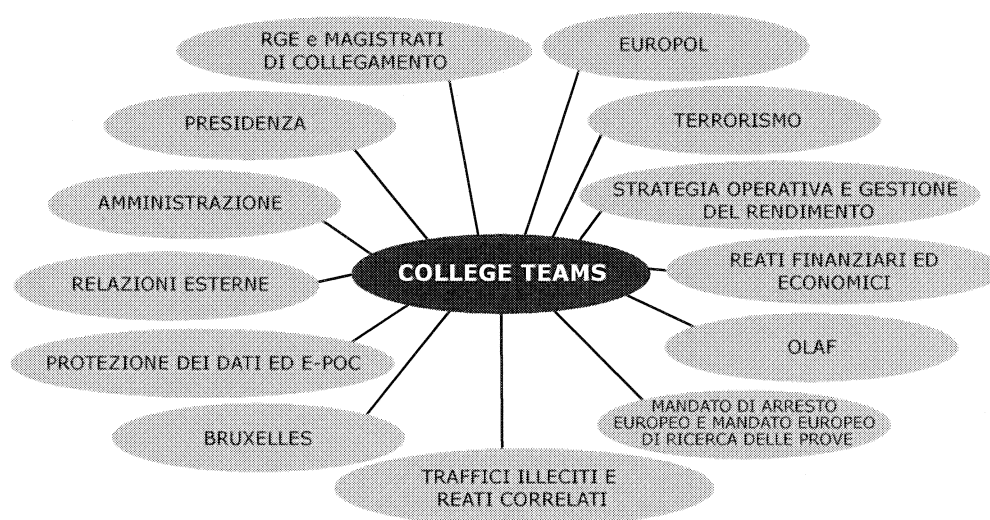 RGE e MAGISTRATI
DI COLLEGAMENTO
EUROPOL
PRESIDENZA
TERRORISMO
AMMINISTRAZIONE
STRATEGIA OPERATIVA E GESTIONE
DEL RENDIMENTO
COLLEGE TEAMS
RELAZIONI ESTERNE
REATI FINANZIARI ED
ECONOMICI
PROTEZIONE DEI DATI ED E-POC
OLAF
BRUXELLES
MANDATO DI ARRESTO
EUROPEO E MANDATO EUROPEO
DI RICERCA DELLE PROVE
TRAFFICI ILLECITI E
REATI CORRELATI